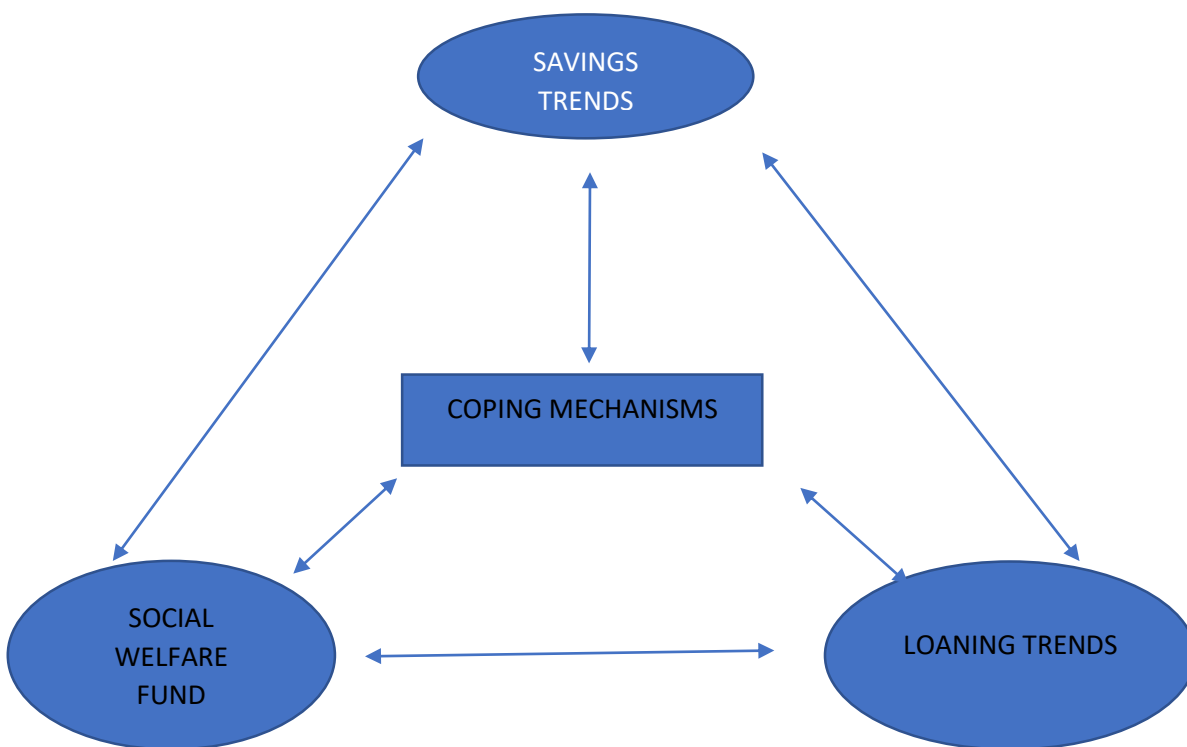 SAVINGS
TRENDS
COPING MECHANISMS
SOCIAL
WELFARE
FUND
LOANING TRENDS